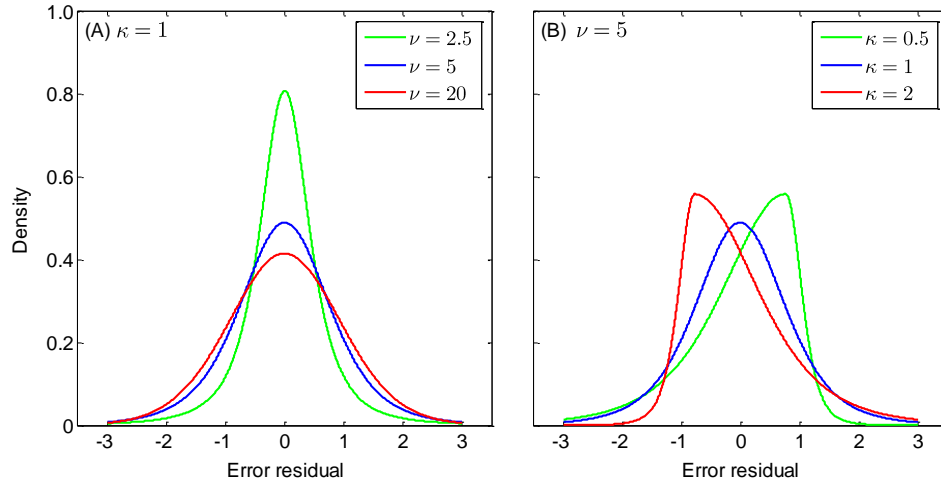 (A) κ = 1
ν = 2.5
ν = 5
ν = 20
1.0
0.8
0.6
0.4
0.2
0
Density
-3 -2 -1 0 1 2 3
Error residual
(B) ν = 5
κ = 0.5
κ = 1
κ = 2
-3 -2 -1 0 1 2 3
Error residual